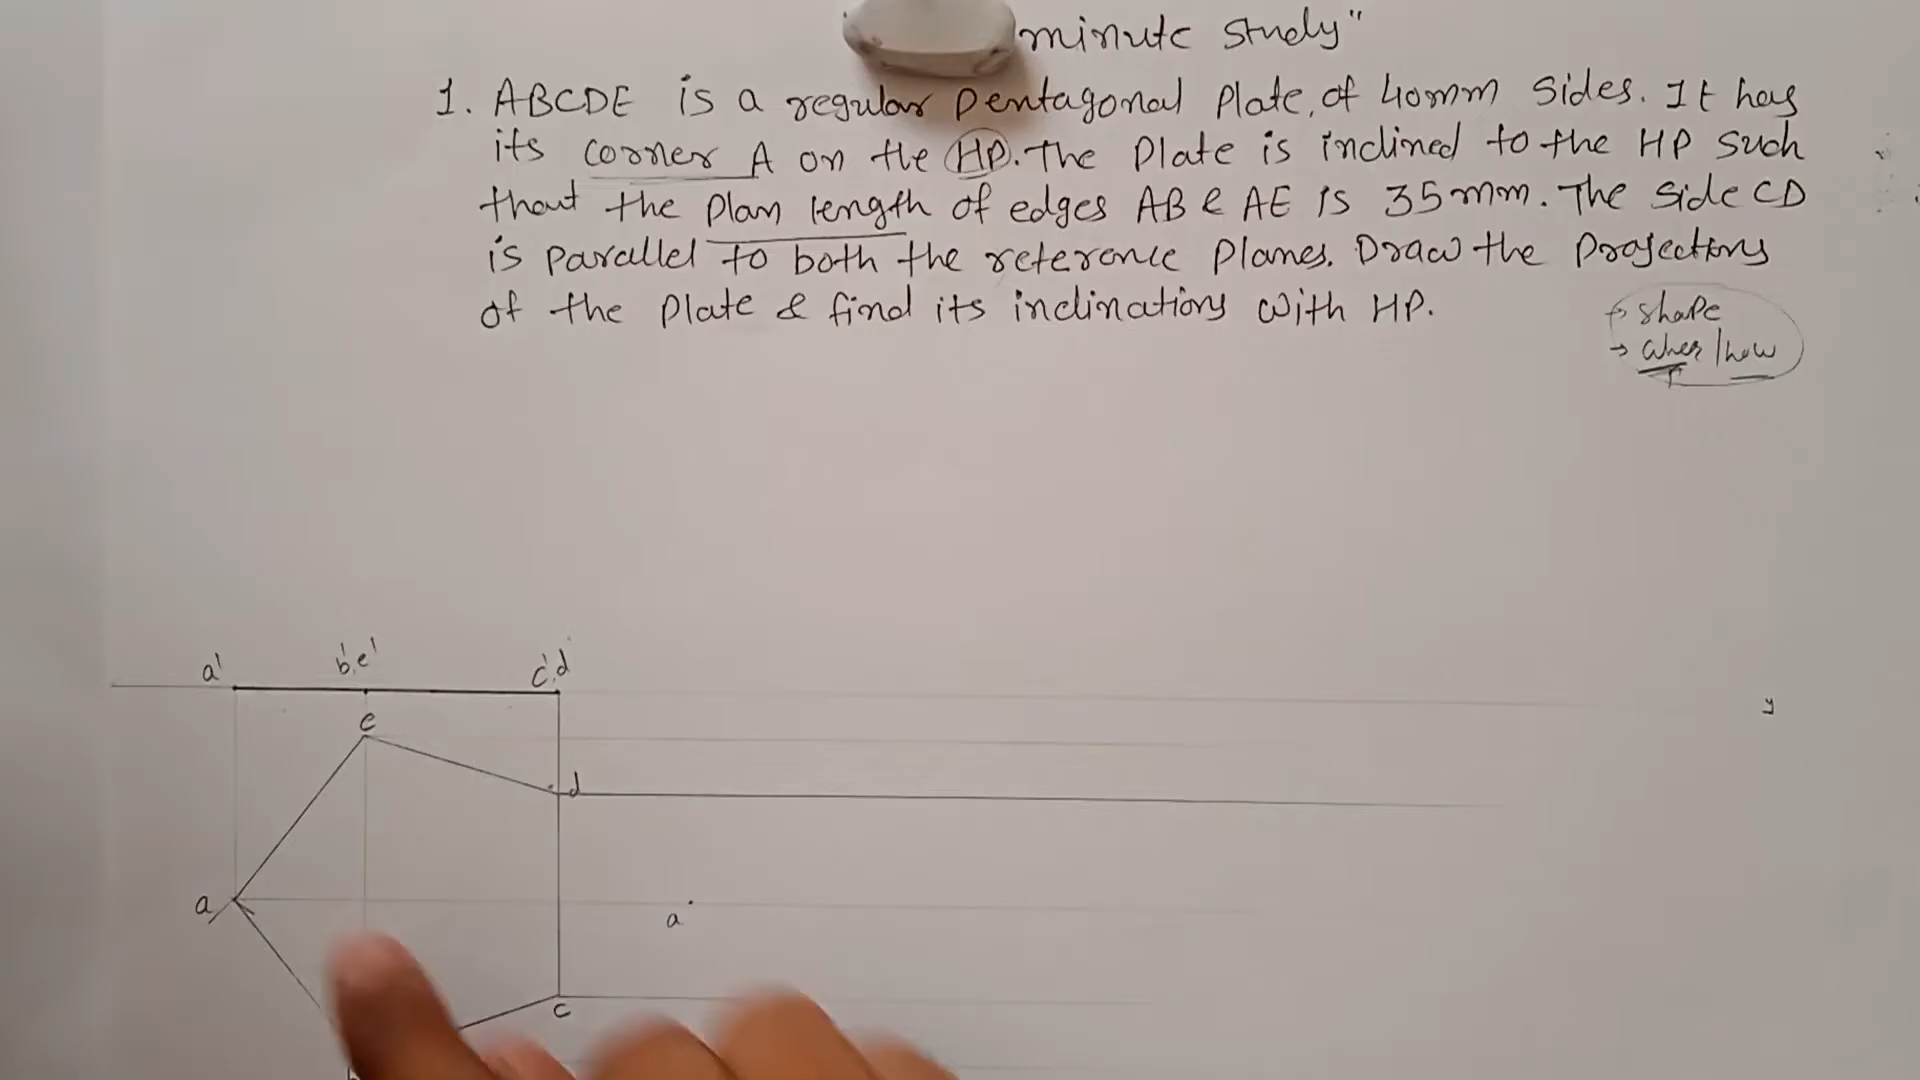 minute study"
1. ABCDE is a regular pentagonal plate, of 40mm sides. It has
its corner A on the HP. The plate is inclined to the HP such
that the plan length of edges AB & AE is 35mm. The side CD
is parallel to both the reference planes. Draw the projections
of the plate & find its inclinations with HP.
→ shape
→ when / how
a' b',e' c',d'
e
y
d
a a
c